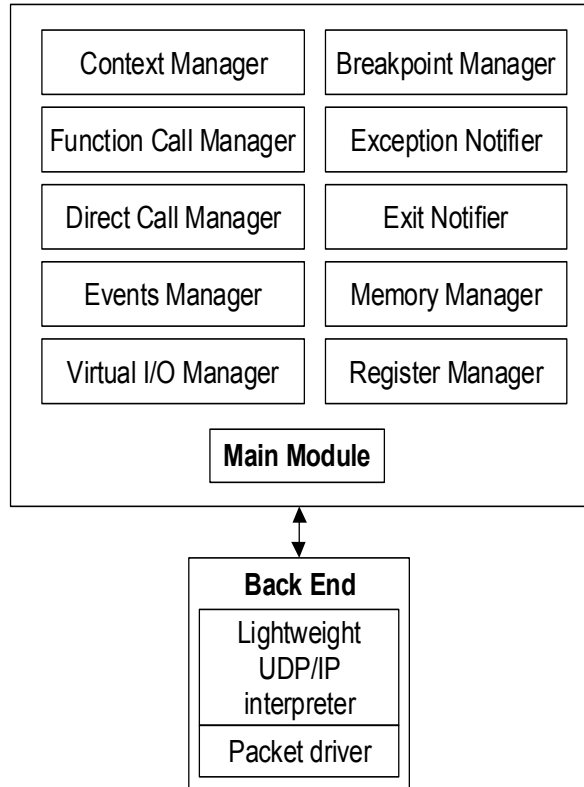 Context Manager
Breakpoint Manager
Function Call Manager
Exception Notifier
Direct Call Manager
Exit Notifier
Events Manager
Memory Manager
Virtual I/O Manager
Register Manager
Main Module
Back End
Lightweight
UDP/IP
interpreter
Packet driver